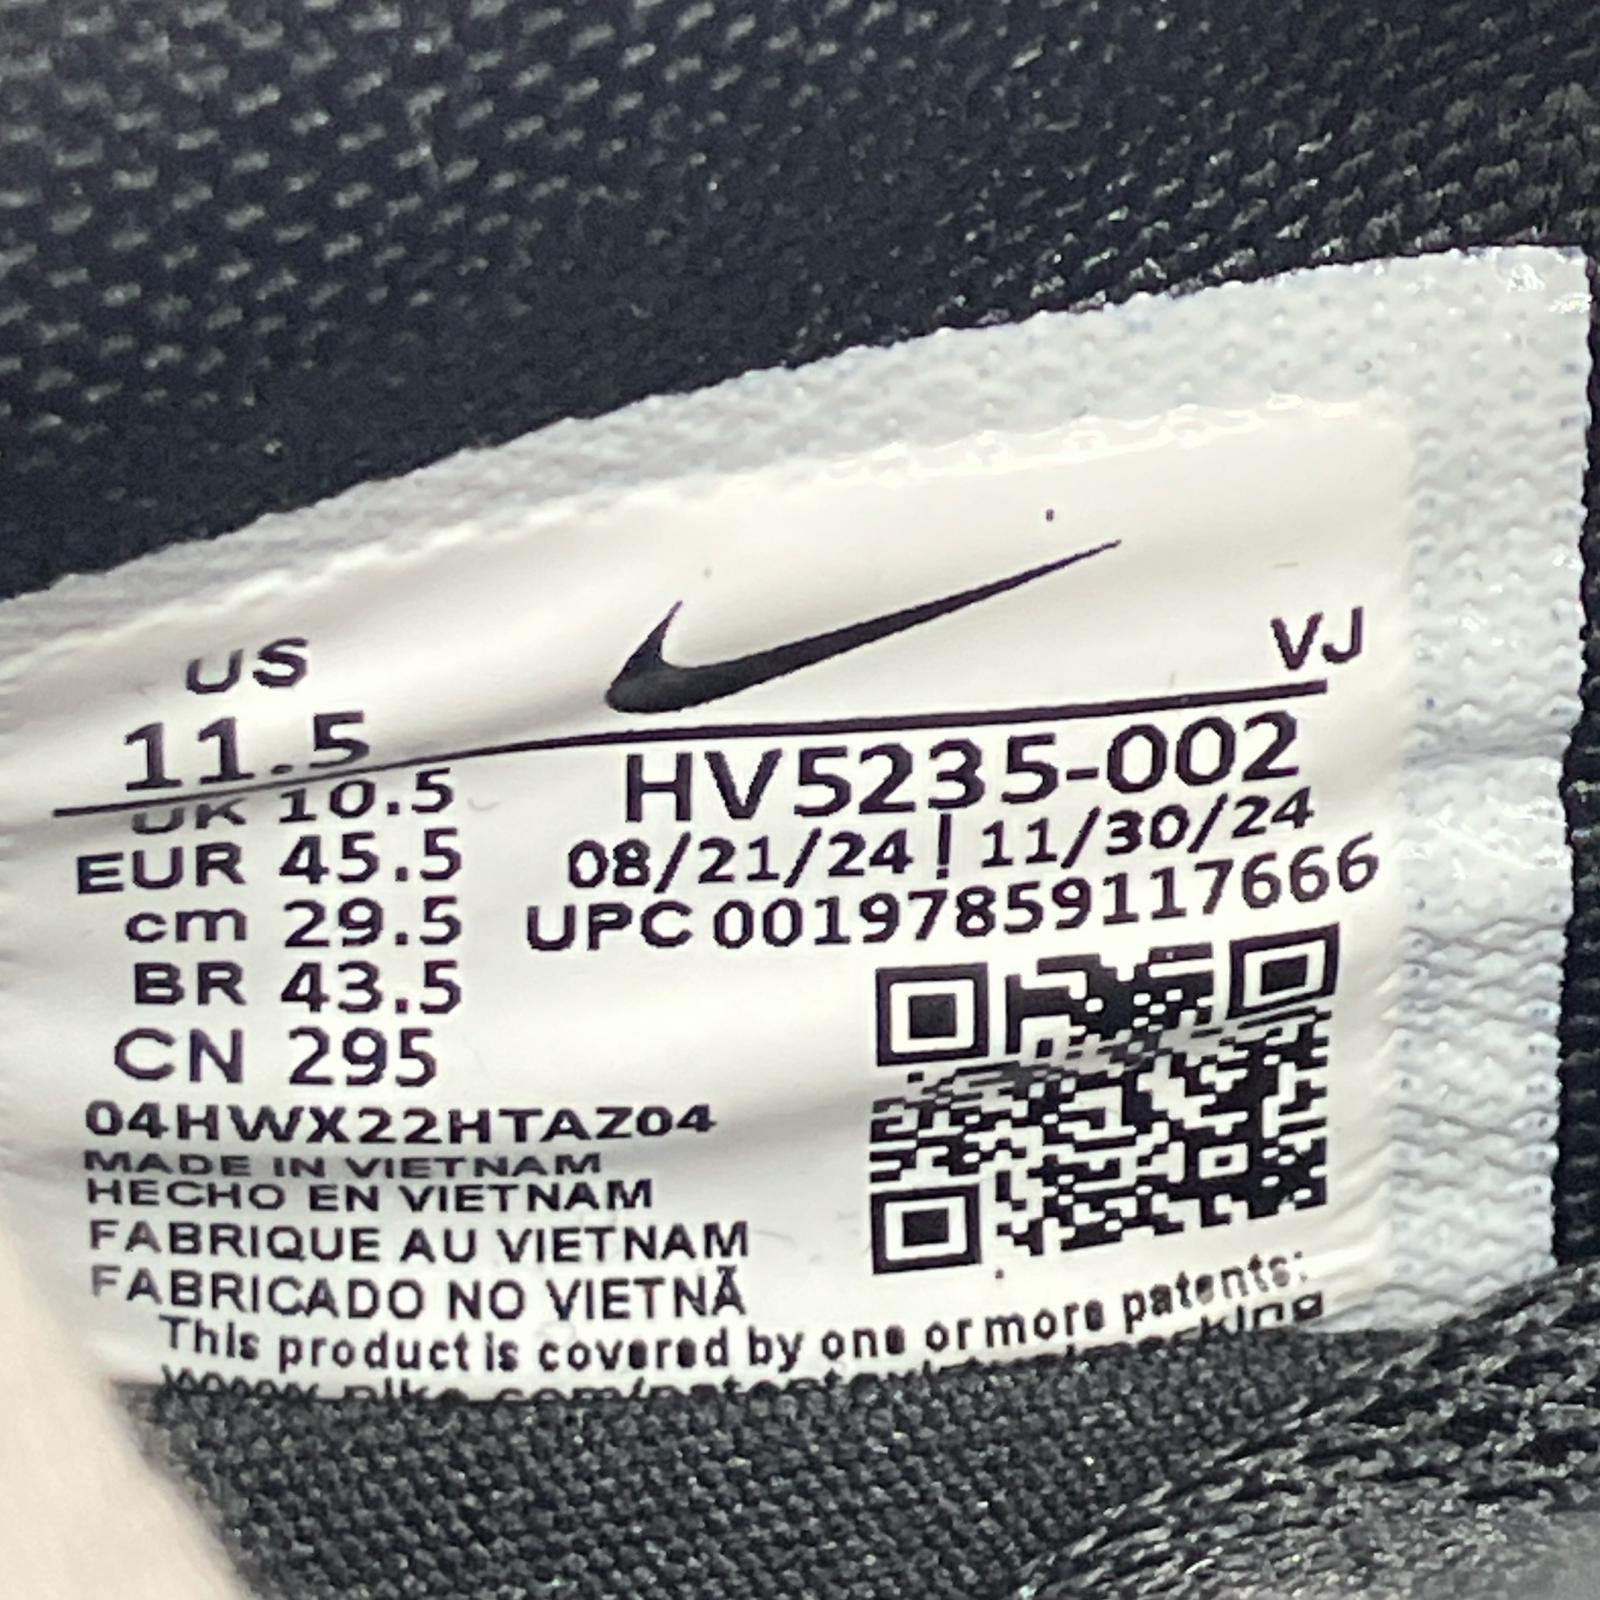 US
11.5
VJ
UK 10.5
EUR 45.5
cm 29.5
BR 43.5
CN 295
HV5235-002
08/21/24 | 11/30/24
UPC 00197859117666
04HWX22HTAZ04
MADE IN VIETNAM
HECHO EN VIETNAM
FABRIQUE AU VIETNAM
FABRICADO NO VIETNÃ
This product is covered by one or more patents: